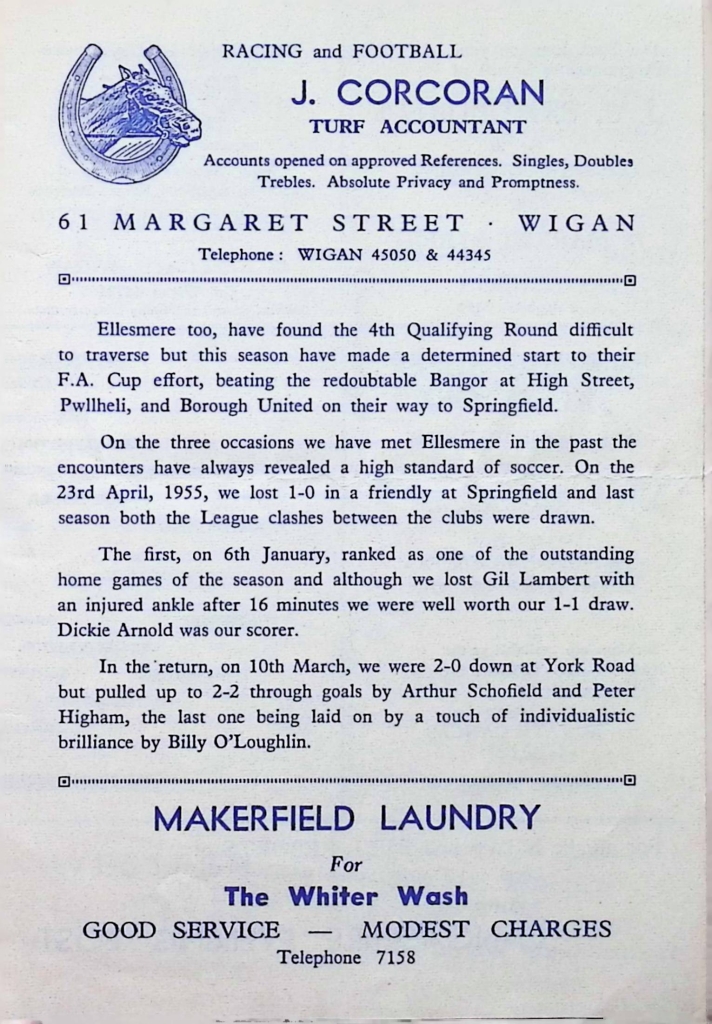 RACING and FOOTBALL
J. CORCORAN
TURF ACCOUNTANT
Accounts opened on approved References. Singles, Doubles
Trebles. Absolute Privacy and Promptness.
61 MARGARET STREET · WIGAN
Telephone : WIGAN 45050 & 44345
Ellesmere too, have found the 4th Qualifying Round difficult
to traverse but this season have made a determined start to their
F.A. Cup effort, beating the redoubtable Bangor at High Street,
Pwllheli, and Borough United on their way to Springfield.
On the three occasions we have met Ellesmere in the past the
encounters have always revealed a high standard of soccer. On the
23rd April, 1955, we lost 1-0 in a friendly at Springfield and last
season both the League clashes between the clubs were drawn.
The first, on 6th January, ranked as one of the outstanding
home games of the season and although we lost Gil Lambert with
an injured ankle after 16 minutes we were well worth our 1-1 draw.
Dickie Arnold was our scorer.
In the return, on 10th March, we were 2-0 down at York Road
but pulled up to 2-2 through goals by Arthur Schofield and Peter
Higham, the last one being laid on by a touch of individualistic
brilliance by Billy O'Loughlin.
MAKERFIELD LAUNDRY
For
The Whiter Wash
GOOD SERVICE — MODEST CHARGES
Telephone 7158